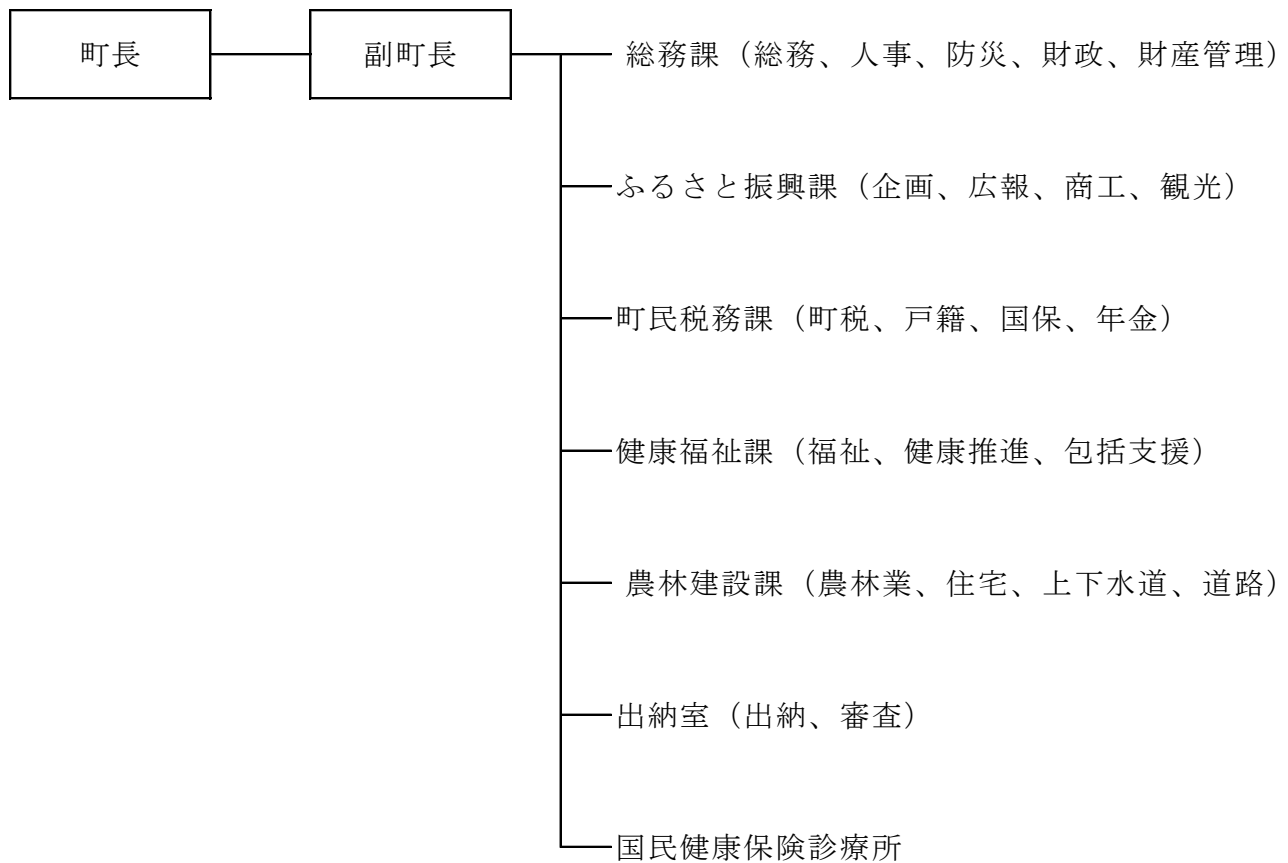 町長
副町長
総務課（総務、人事、防災、財政、財産管理）
ふるさと振興課（企画、広報、商工、観光）
町民税務課（町税、戸籍、国保、年金）
健康福祉課（福祉、健康推進、包括支援）
農林建設課（農林業、住宅、上下水道、道路）
出納室（出納、審査）
国民健康保険診療所